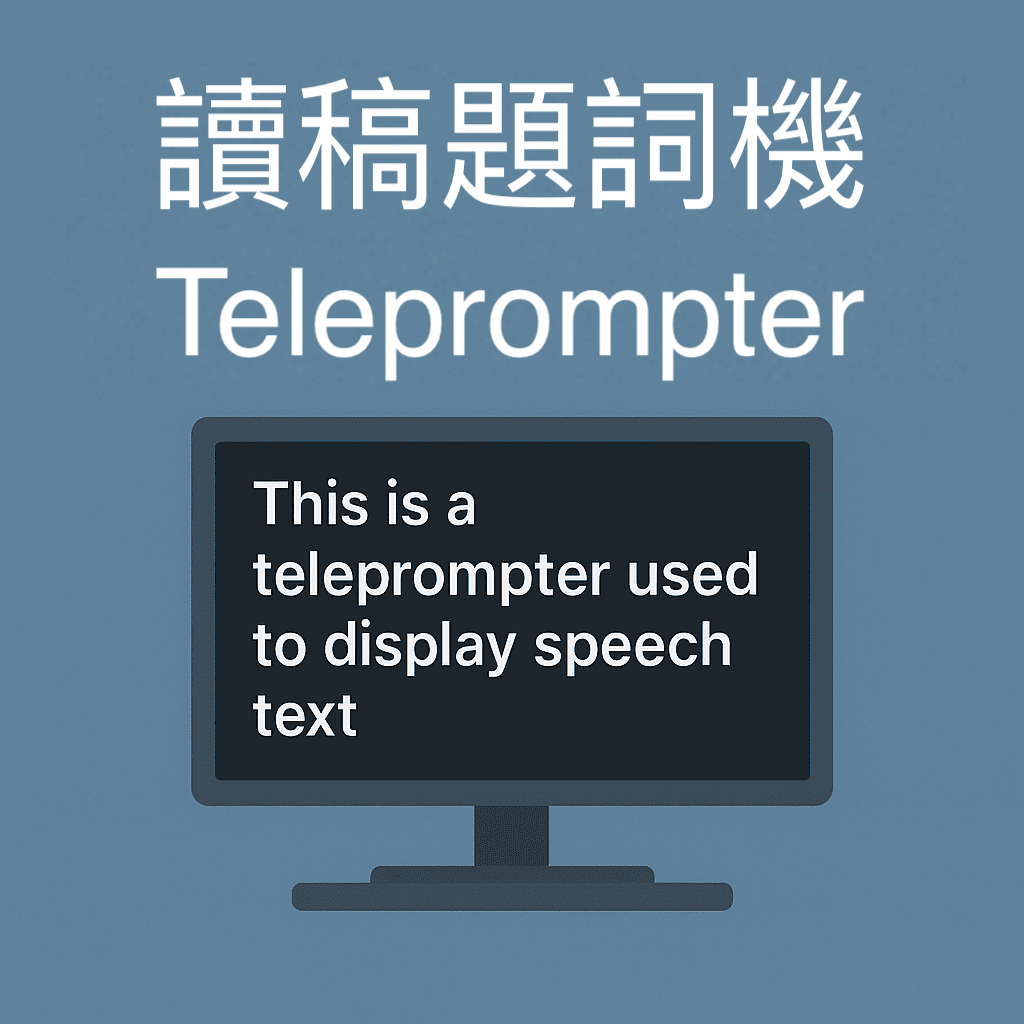 讀稿題詞機
Teleprompter
This is a
teleprompter used
to display speech
text